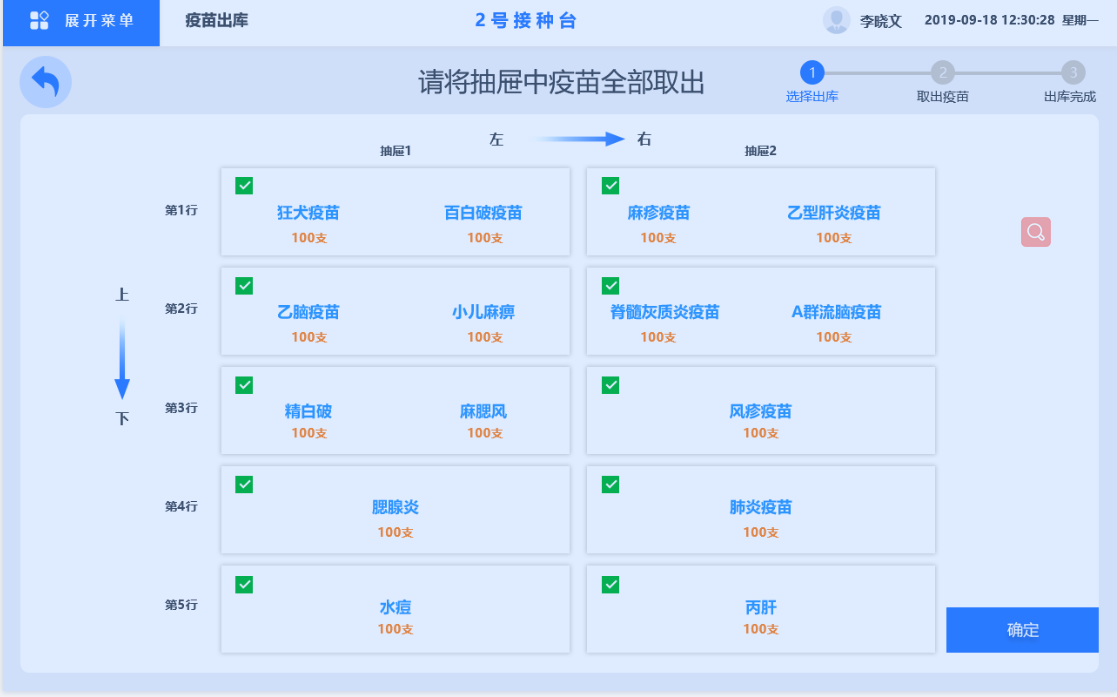 展开菜单 疫苗出库 2号接种台 李晓文 2019-09-18 12:30:28 星期一
请将抽屉中疫苗全部取出
1 2 3
选择出库 取出疫苗 出库完成
左 右
抽屉1 抽屉2
第1行
狂犬疫苗 百白破疫苗 麻疹疫苗 乙型肝炎疫苗
100支 100支 100支 100支
上
第2行
乙脑疫苗 小儿麻痹 脊髓灰质炎疫苗 A群流脑疫苗
100支 100支 100支 100支
下
第3行
精白破 麻腮风 风疹疫苗
100支 100支 100支
第4行
腮腺炎 肺炎疫苗
100支 100支
第5行
水痘 丙肝
100支 100支
确定